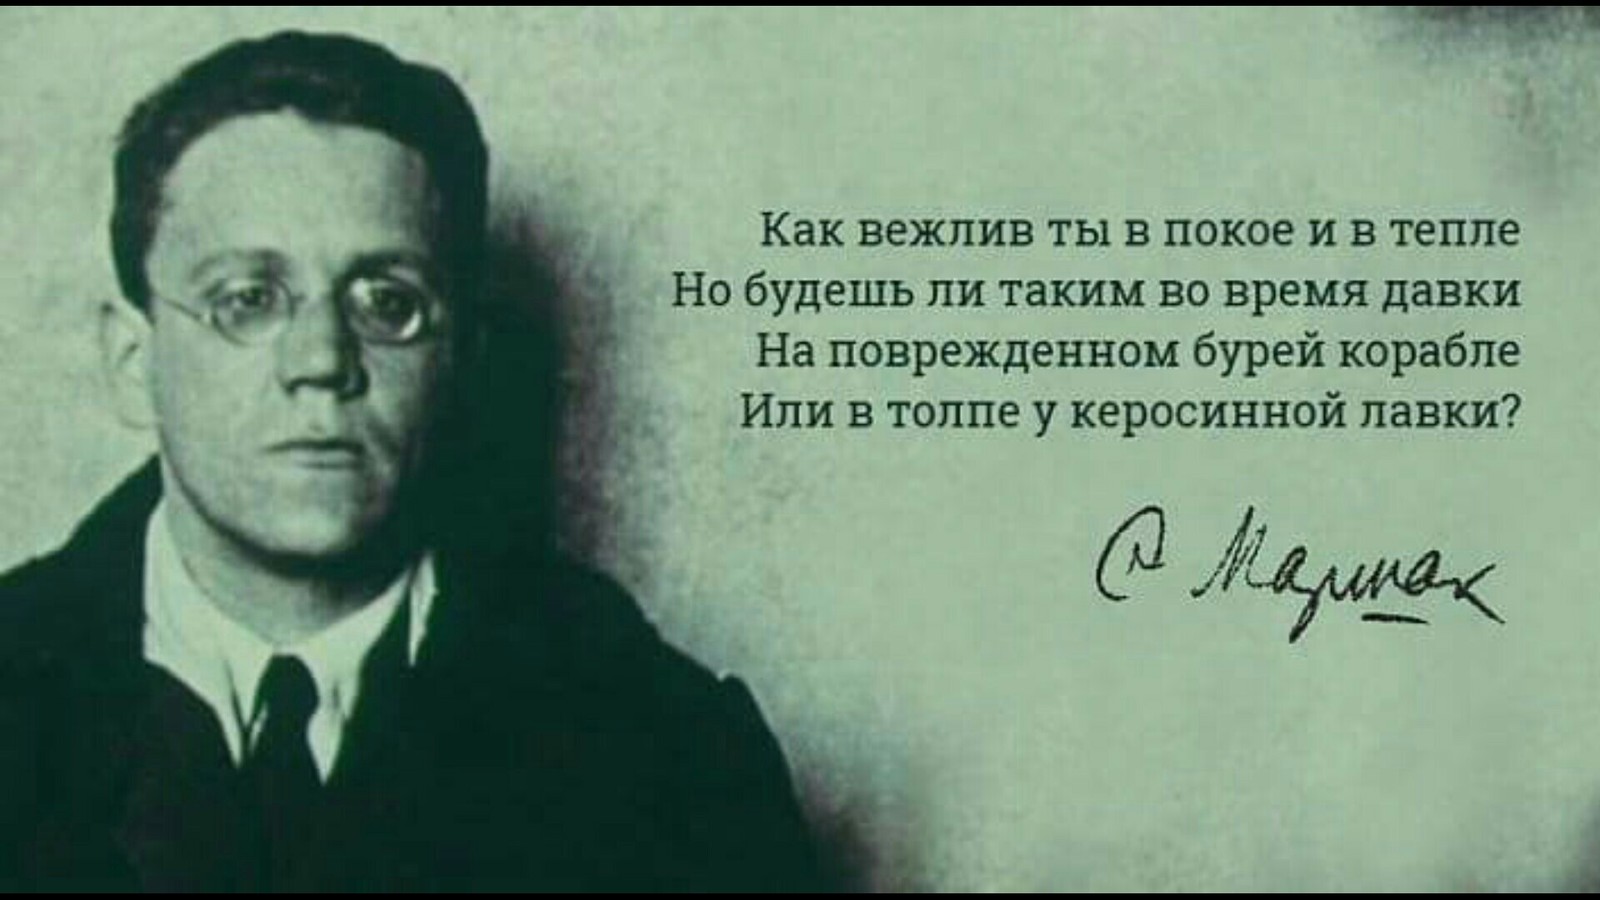 Как вежлив ты в покое и в тепле
Но будешь ли таким во время давки
На поврежденном бурей корабле
Или в толпе у керосинной лавки?
С Маршак